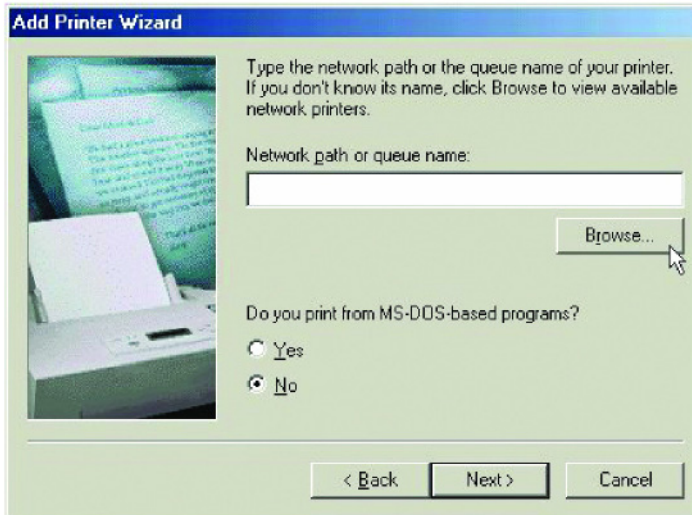 Add Printer Wizard
Type the network path or the queue name of your printer.
If you don't know its name, click Browse to view available
network printers.
Network path or queue name:
Browse...
Do you print from MS-DOS-based programs?
Yes
No
< Back
Next >
Cancel